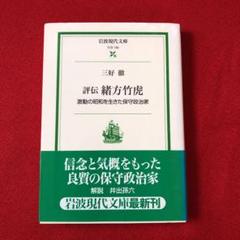 岩波現代文庫
三好 徹
評伝 緒方竹虎
激動の昭和を生きた保守政治家
信念と気概をもった
良質の保守政治家
解説 井出孫六
岩波現代文庫最新刊